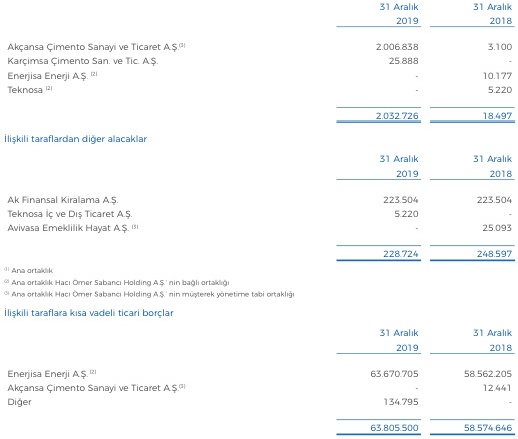 31 Aralık 31 Aralık
2019 2018
Akçansa Çimento Sanayi ve Ticaret A.Ş.(3) 2.006.838 3.100
Karçimsa Çimento San. ve Tic. A.Ş. 25.888 -
Enerjisa Enerji A.Ş. (2) - 10.177
Teknosa (2) - 5.220
2.032.726 18.497
İlişkili taraflardan diğer alacaklar
31 Aralık 31 Aralık
2019 2018
Ak Finansal Kiralama A.Ş. 223.504 223.504
Teknosa İç ve Dış Ticaret A.Ş. 5.220 -
Avivasa Emeklilik Hayat A.Ş. (3) - 25.093
228.724 248.597
(1) Ana ortaklık
(2) Ana ortaklık Hacı Ömer Sabancı Holding A.Ş.' nin bağlı ortaklığı
(3) Ana ortaklık Hacı Ömer Sabancı Holding A.Ş.' nin müşterek yönetime tabi ortaklığı
İlişkili taraflara kısa vadeli ticari borçlar
31 Aralık 31 Aralık
2019 2018
Enerjisa Enerji A.Ş. (2) 63.670.705 58.562.205
Akçansa Çimento Sanayi ve Ticaret A.Ş.(3) - 12.441
Diğer 134.795 -
63.805.500 58.574.646